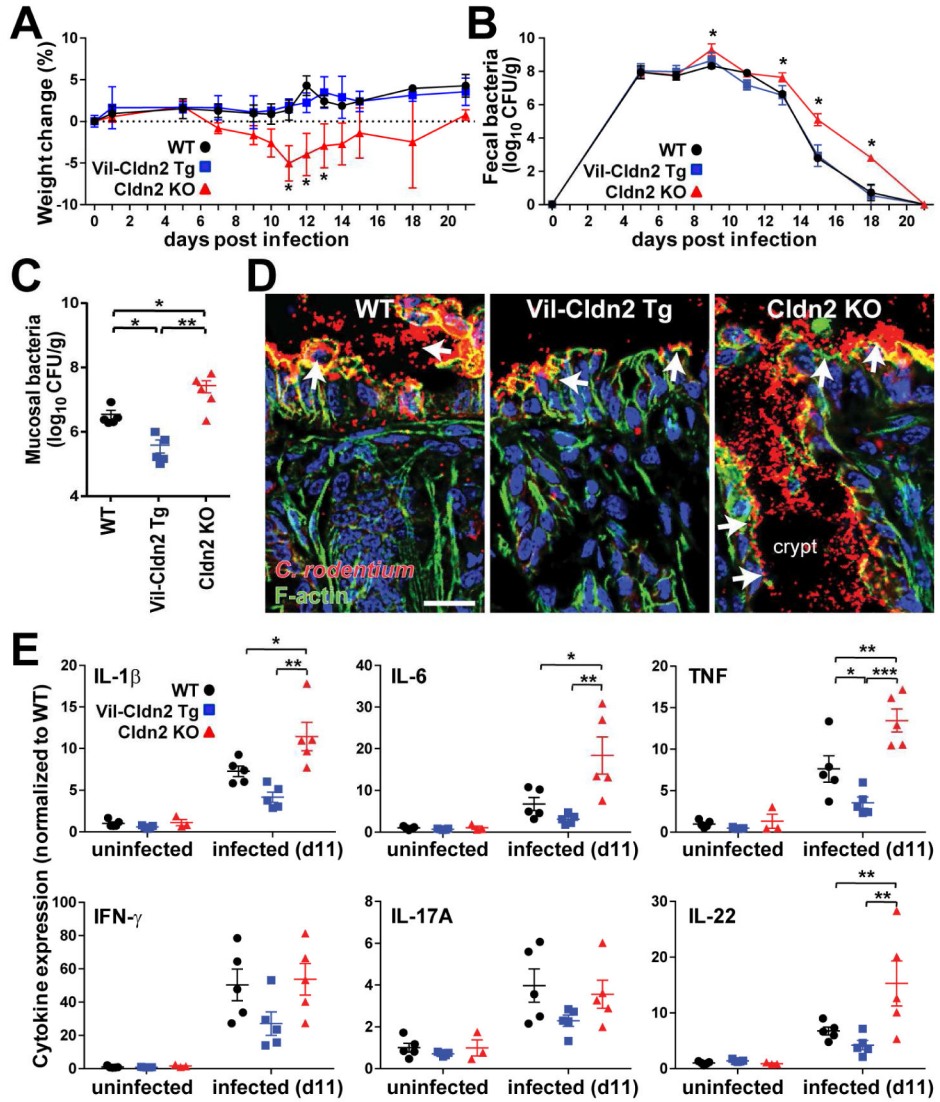 A
Weight change (%)
10
5
0
-5
-10
WT
Vil-Cldn2 Tg
Cldn2 KO
* * *
0 2 4 6 8 10 12 14 16 18 20
days post infection
B
Fecal bacteria
(log10 CFU/g)
10
8
6
4
2
0
* * * *
WT
Vil-Cldn2 Tg
Cldn2 KO
0 2 4 6 8 10 12 14 16 18 20
days post infection
C
Mucosal bacteria
(log10 CFU/g)
10
8
6
4
*
* **
WT
Vil-Cldn2 Tg
Cldn2 KO
D
WT
Vil-Cldn2 Tg
Cldn2 KO
crypt
C. rodentium
F-actin
E
Cytokine expression (normalized to WT)
IL-1β
WT
Vil-Cldn2 Tg
Cldn2 KO
20
15
10
5
0
*
**
uninfected infected (d11)
IL-6
40
30
20
10
0
*
**
uninfected infected (d11)
TNF
20
15
10
5
0
**
* ***
uninfected infected (d11)
IFN-γ
100
80
60
40
20
0
uninfected infected (d11)
IL-17A
8
6
4
2
0
uninfected infected (d11)
IL-22
30
20
10
0
**
**
uninfected infected (d11)